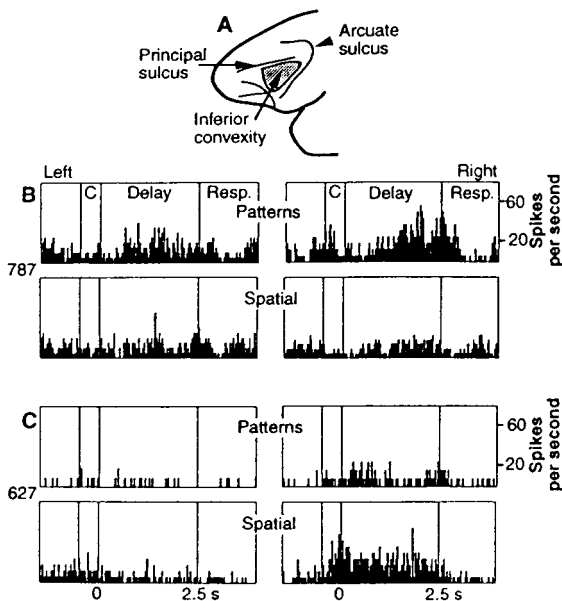 A
Principal
sulcus
Arcuate
sulcus
Inferior
convexity
Left
Right
B
C Delay Resp.
C Delay Resp.
Patterns
60
20
Spikes
per second
787
Spatial
C
Patterns
60
20
Spikes
per second
627
Spatial
0 2.5 s
0 2.5 s